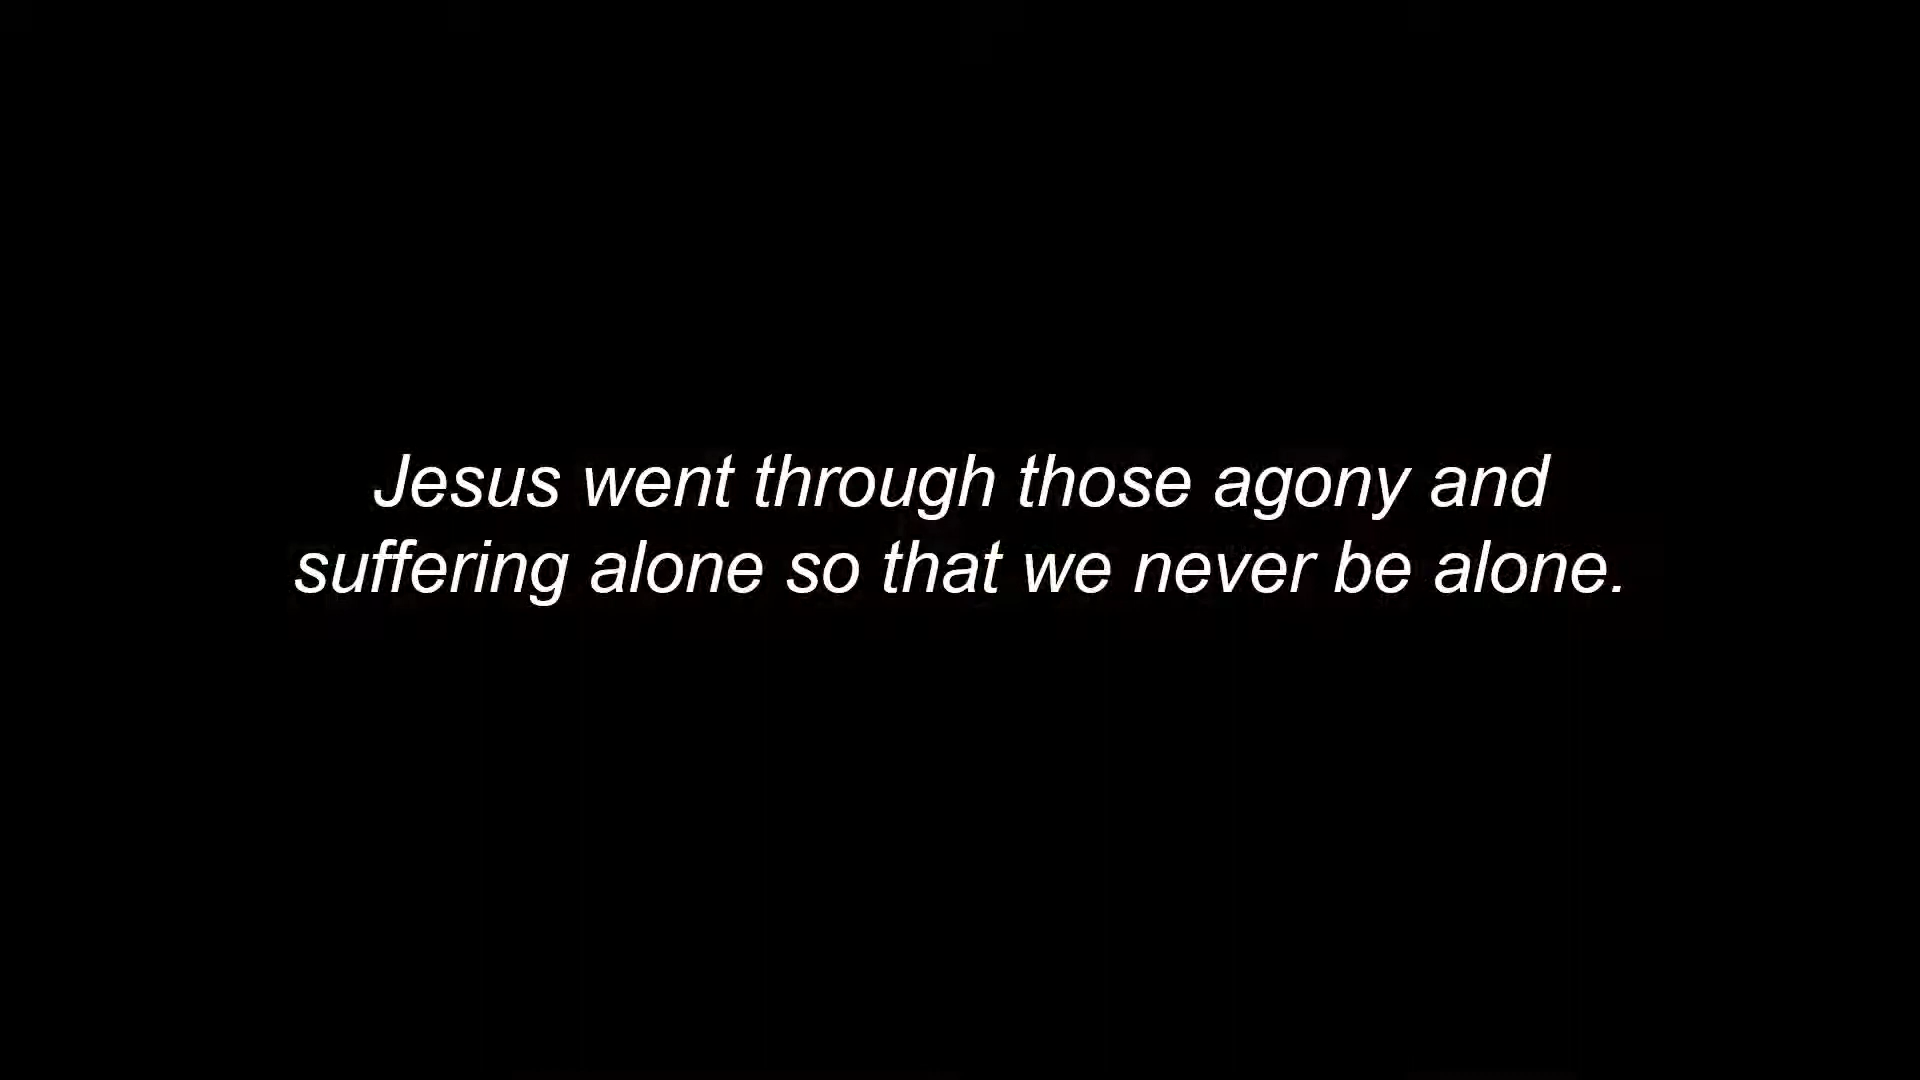 Jesus went through those agony and
suffering alone so that we never be alone.